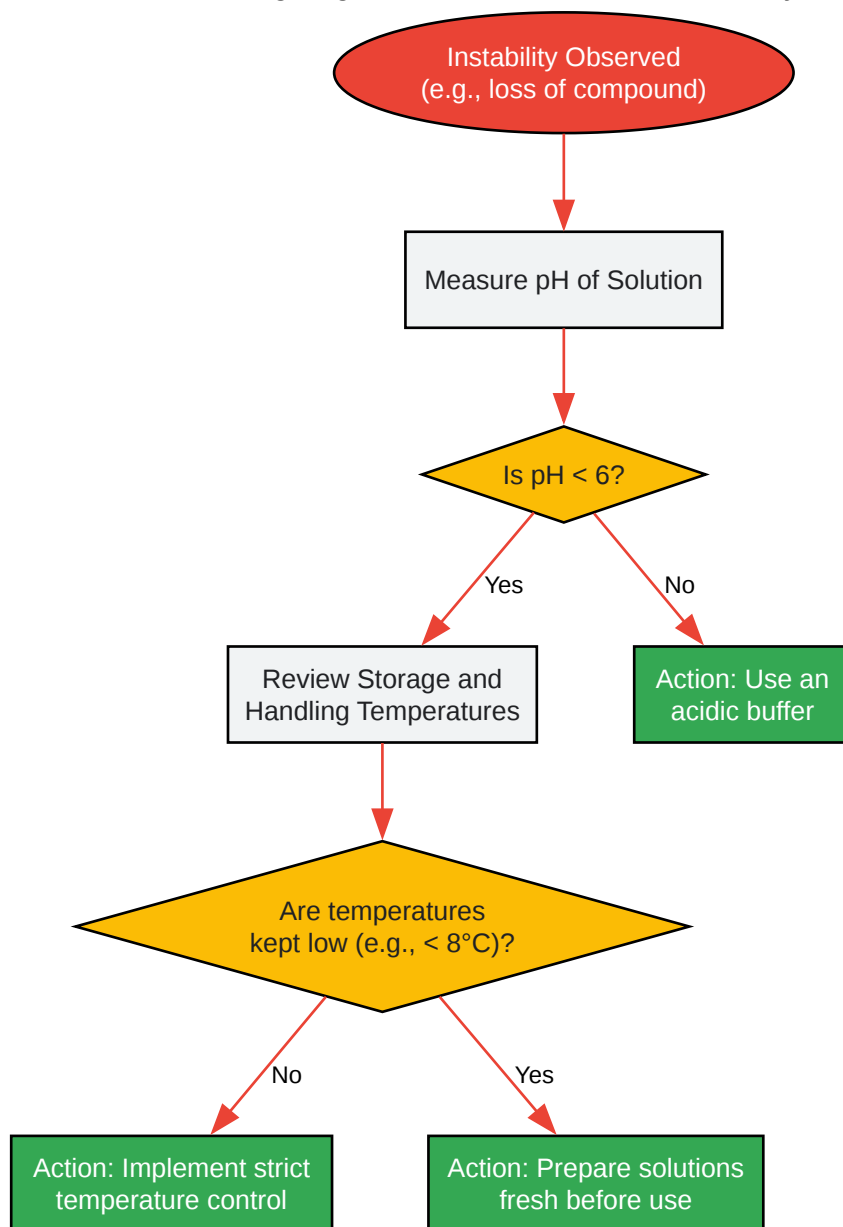 Instability Observed
(e.g., loss of compound)
Measure pH of Solution
Is pH < 6?
Yes
No
Review Storage and
Handling Temperatures
Action: Use an
acidic buffer
Are temperatures
kept low (e.g., < 8°C)?
No
Yes
Action: Implement strict
temperature control
Action: Prepare solutions
fresh before use